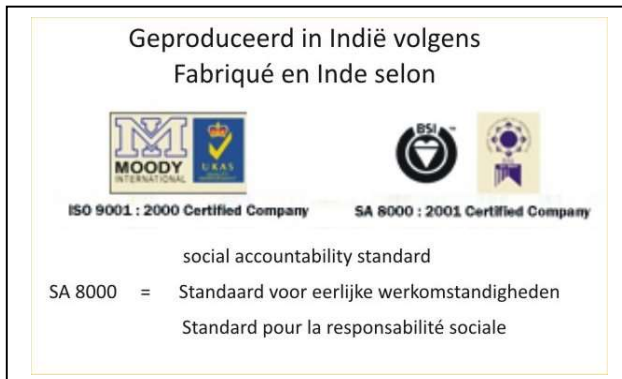 Geproduceerd in Indië volgens
Fabriqué en Inde selon
MOODY
INTERNATIONAL
UKAS
BSI
ISO 9001 : 2000 Certified Company
SA 8000 : 2001 Certified Company
social accountability standard
SA 8000 = Standaard voor eerlijke werkomstandigheden
Standard pour la responsabilité sociale